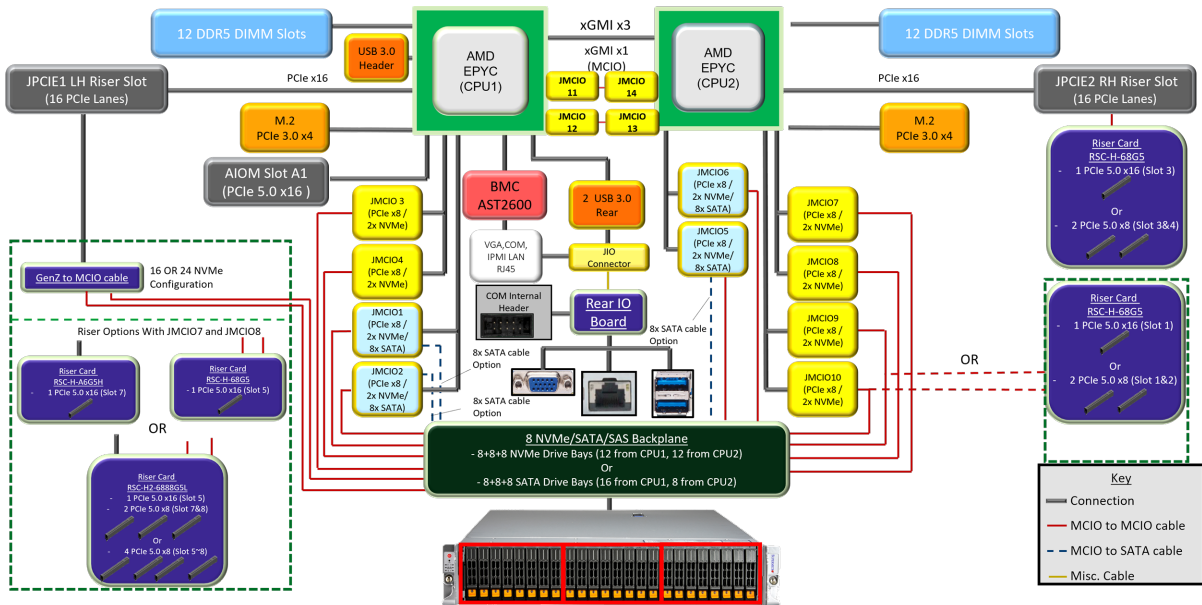 12 DDR5 DIMM Slots
USB 3.0
Header
AMD
EPYC
(CPU1)
xGMI x3
xGMI x1
(MCIO)
JMCIO
11
JMCIO
14
JMCIO
12
JMCIO
13
AMD
EPYC
(CPU2)
12 DDR5 DIMM Slots
JPCIE1 LH Riser Slot
(16 PCIe Lanes)
PCIe x16
PCIe x16
JPCIE2 RH Riser Slot
(16 PCIe Lanes)
M.2
PCIe 3.0 x4
M.2
PCIe 3.0 x4
AIOM Slot A1
(PCIe 5.0 x16 )
BMC
AST2600
2 USB 3.0
Rear
VGA,COM,
IPMI LAN
RJ45
JIO
Connector
COM Internal
Header
Rear IO
Board
JMCIO 3
(PCIe x8 /
2x NVMe)
JMCIO4
(PCIe x8 /
2x NVMe)
JMCIO1
(PCIe x8 /
2x NVMe/
8x SATA)
JMCIO2
(PCIe x8 /
2x NVMe/
8x SATA)
8x SATA cable
Option
8x SATA cable
Option
JMCIO6
(PCIe x8 /
2x NVMe/
8x SATA)
JMCIO5
(PCIe x8 /
2x NVMe/
8x SATA)
8x SATA cable
Option
JMCIO7
(PCIe x8 /
2x NVMe)
JMCIO8
(PCIe x8 /
2x NVMe)
JMCIO9
(PCIe x8 /
2x NVMe)
JMCIO10
(PCIe x8 /
2x NVMe)
Riser Card
RSC-H-68G5
- 1 PCIe 5.0 x16 (Slot 3)
Or
- 2 PCIe 5.0 x8 (Slot 3&4)
OR
Riser Card
RSC-H-68G5
- 1 PCIe 5.0 x16 (Slot 1)
Or
- 2 PCIe 5.0 x8 (Slot 1&2)
GenZ to MCIO cable
16 OR 24 NVMe
Configuration
Riser Options With JMCIO7 and JMCIO8
Riser Card
RSC-H-A6G5H
- 1 PCIe 5.0 x16 (Slot 7)
Riser Card
RSC-H-68G5
- 1 PCIe 5.0 x16 (Slot 5)
OR
Riser Card
RSC-H2-6888G5L
- 1 PCIe 5.0 x16 (Slot 5)
- 2 PCIe 5.0 x8 (Slot 7&8)
Or
- 4 PCIe 5.0 x8 (Slot 5~8)
8 NVMe/SATA/SAS Backplane
- 8+8+8 NVMe Drive Bays (12 from CPU1, 12 from CPU2)
Or
- 8+8+8 SATA Drive Bays (16 from CPU1, 8 from CPU2)
Key
Connection
MCIO to MCIO cable
MCIO to SATA cable
Misc. Cable